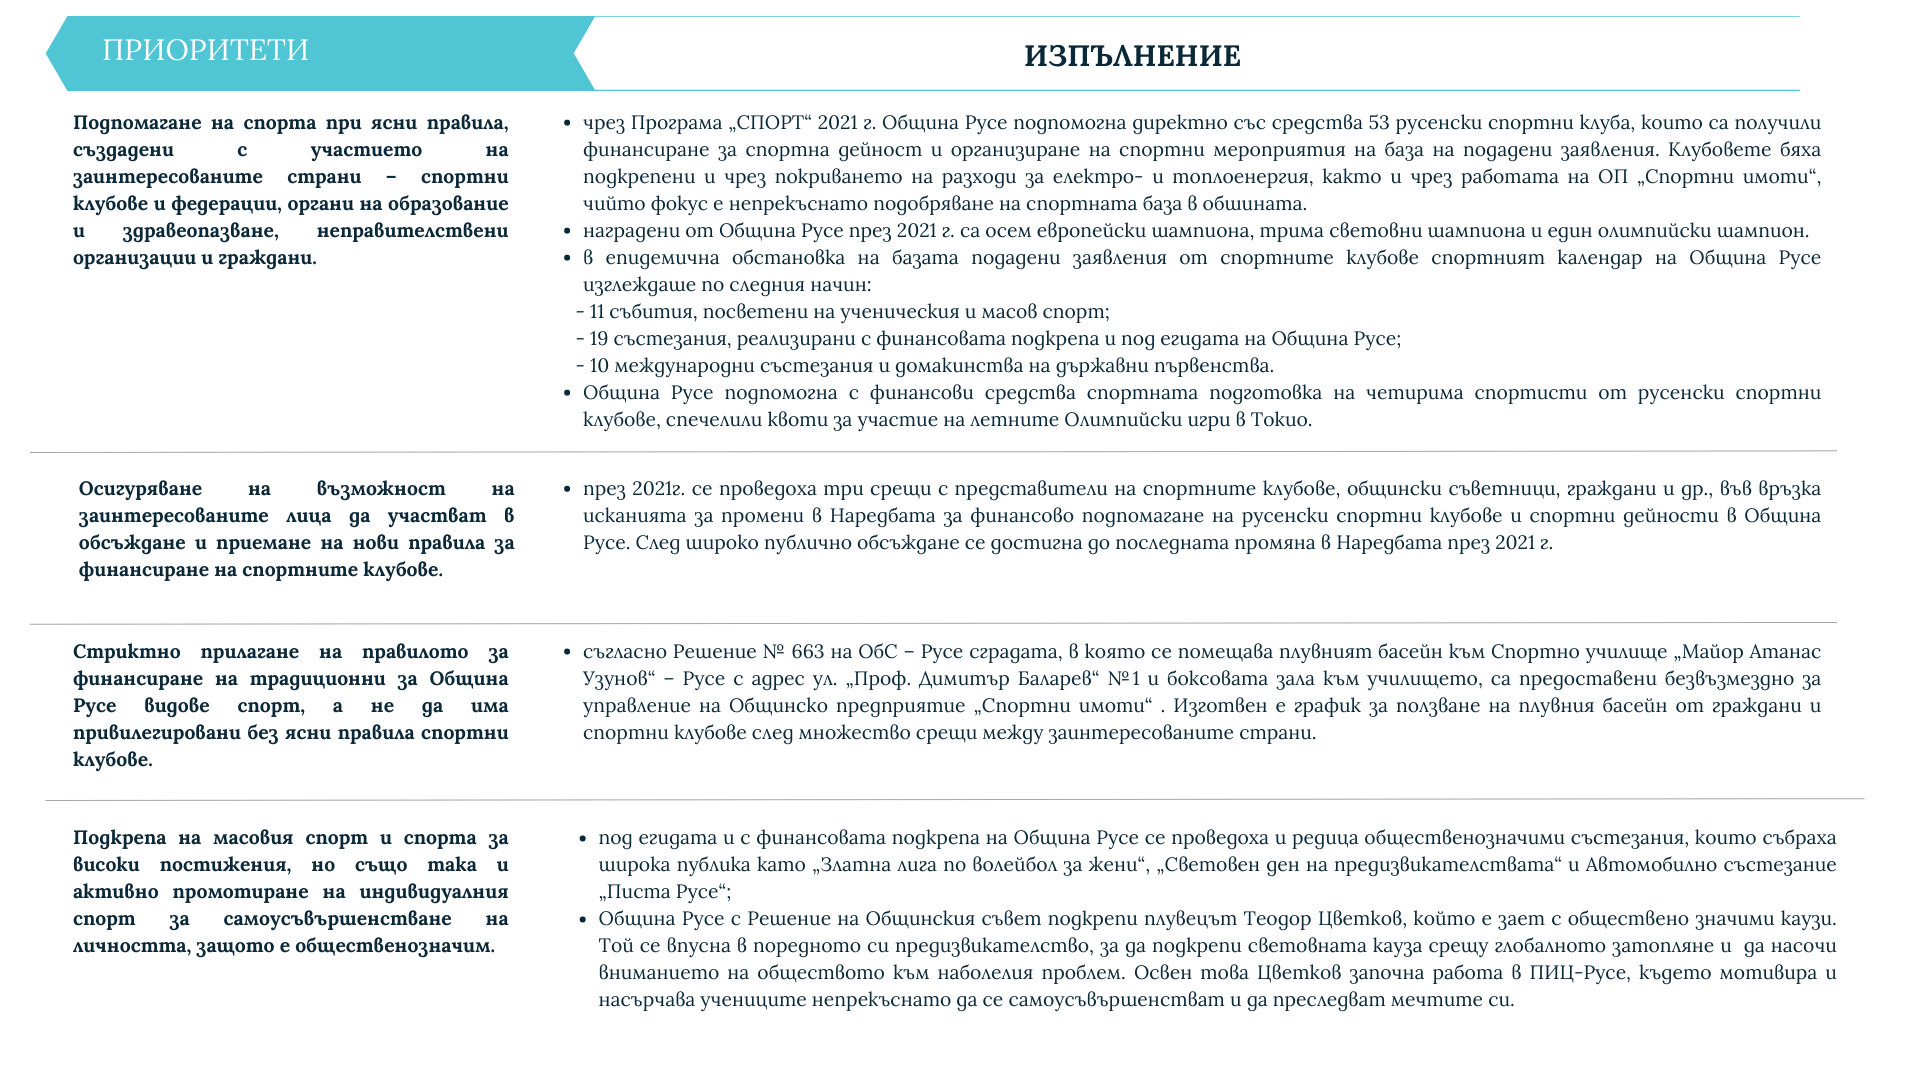 ПРИОРИТЕТИ
ИЗПЪЛНЕНИЕ
Подпомагане на спорта при ясни правила,
създадени с участието на
заинтересованите страни – спортни
клубове и федерации, органи на образование
и здравеопазване, неправителствени
организации и граждани.
• чрез Програма „СПОРТ“ 2021 г. Община Русе подпомогна директно със средства 53 русенски спортни клуба, които са получили
финансиране за спортна дейност и организиране на спортни мероприятия на база на подадени заявления. Клубовете бяха
подкрепени и чрез покриването на разходи за електро- и топлоенергия, както и чрез работата на ОП „Спортни имоти“,
чийто фокус е непрекъснато подобряване на спортната база в общината.
• наградени от Община Русе през 2021 г. са осем европейски шампиона, трима световни шампиона и един олимпийски шампион.
• в епидемична обстановка на базата подадени заявления от спортните клубове спортният календар на Община Русе
изглеждаше по следния начин:
- 11 събития, посветени на ученическия и масов спорт;
- 19 състезания, реализирани с финансовата подкрепа и под егидата на Община Русе;
- 10 международни състезания и домакинства на държавни първенства.
• Община Русе подпомогна с финансови средства спортната подготовка на четирима спортисти от русенски спортни
клубове, спечелили квоти за участие на летните Олимпийски игри в Токио.
Осигуряване на възможност на
заинтересованите лица да участват в
обсъждане и приемане на нови правила за
финансиране на спортните клубове.
• през 2021г. се проведоха три срещи с представители на спортните клубове, общински съветници, граждани и др., във връзка
исканията за промени в Наредбата за финансово подпомагане на русенски спортни клубове и спортни дейности в Община
Русе. След широко публично обсъждане се достигна до последната промяна в Наредбата през 2021 г.
Стриктно прилагане на правилото за
финансиране на традиционни за Община
Русе видове спорт, а не да има
привилегировани без ясни правила спортни
клубове.
• съгласно Решение № 663 на ОбС – Русе сградата, в която се помещава плувният басейн към Спортно училище „Майор Атанас
Узунов“ – Русе с адрес ул. „Проф. Димитър Баларев“ №1 и боксовата зала към училището, са предоставени безвъзмездно за
управление на Общинско предприятие „Спортни имоти“ . Изготвен е график за ползване на плувния басейн от граждани и
спортни клубове след множество срещи между заинтересованите страни.
Подкрепа на масовия спорт и спорта за
високи постижения, но също така и
активно промотиране на индивидуалния
спорт за самоусъвършенстване на
личността, защото е общественозначим.
• под егидата и с финансовата подкрепа на Община Русе се проведоха и редица общественозначими състезания, които събраха
широка публика като „Златна лига по волейбол за жени“, „Световен ден на предизвикателствата“ и Автомобилно състезание
„Писта Русе“;
• Община Русе с Решение на Общинския съвет подкрепи плувецът Теодор Цветков, който е зает с обществено значими каузи.
Той се впусна в поредното си предизвикателство, за да подкрепи световната кауза срещу глобалното затопляне и да насочи
вниманието на обществото към наболелия проблем. Освен това Цветков започна работа в ПИЦ-Русе, където мотивира и
насърчава учениците непрекъснато да се самоусъвършенстват и да преследват мечтите си.